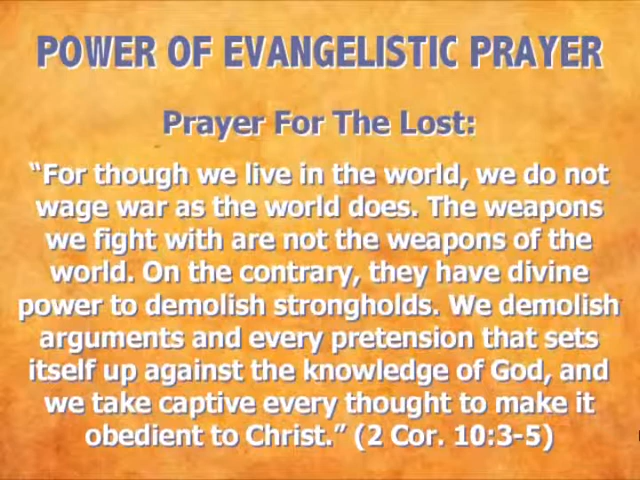 POWER OF EVANGELISTIC PRAYER
Prayer For The Lost:
“For though we live in the world, we do not
wage war as the world does. The weapons
we fight with are not the weapons of the
world. On the contrary, they have divine
power to demolish strongholds. We demolish
arguments and every pretension that sets
itself up against the knowledge of God, and
we take captive every thought to make it
obedient to Christ.” (2 Cor. 10:3-5)